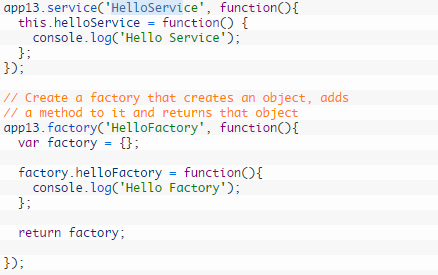 app13.service('HelloService', function(){
  this.helloService = function() {
    console.log('Hello Service');
  };
});

// Create a factory that creates an object, adds
// a method to it and returns that object
app13.factory('HelloFactory', function(){
  var factory = {};

  factory.helloFactory = function(){
    console.log('Hello Factory');
  };

  return factory;

});